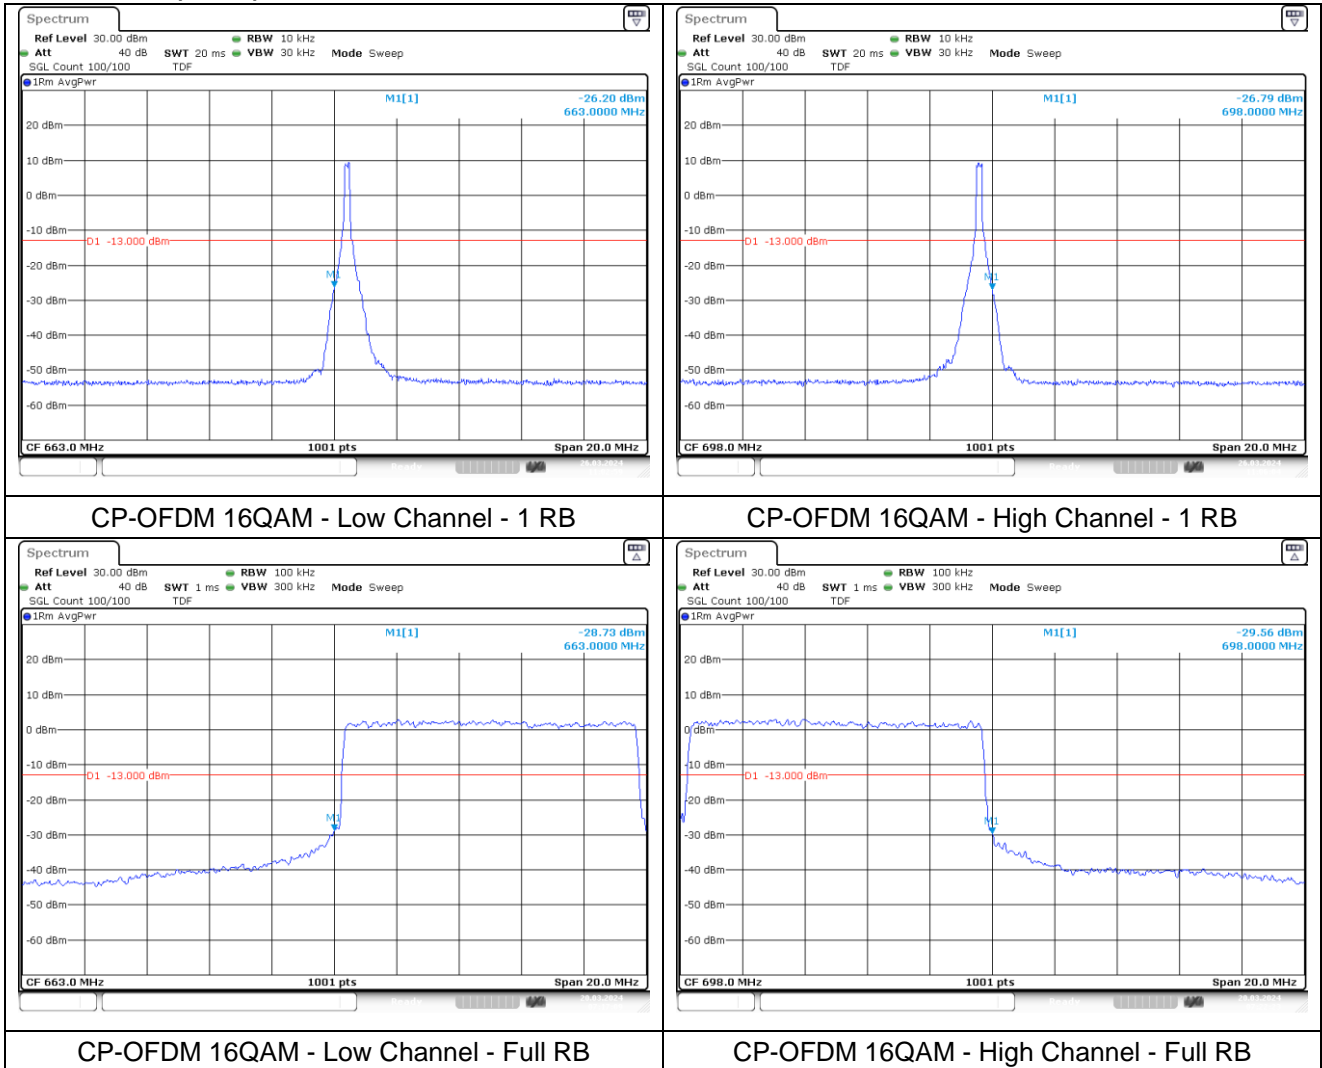 Spectrum
Ref Level 30.00 dBm RBW 10 kHz
Att 40 dB SWT 20 ms VBW 30 kHz Mode Sweep
SGL Count 100/100 TDF
1Rm AvgPwr
M1[1] -26.20 dBm
663.0000 MHz
20 dBm
10 dBm
0 dBm
-10 dBm
D1 -13.000 dBm
-20 dBm
M1
-30 dBm
-40 dBm
-50 dBm
-60 dBm
CF 663.0 MHz 1001 pts Span 20.0 MHz
CP-OFDM 16QAM - Low Channel - 1 RB
Spectrum
Ref Level 30.00 dBm RBW 10 kHz
Att 40 dB SWT 20 ms VBW 30 kHz Mode Sweep
SGL Count 100/100 TDF
1Rm AvgPwr
M1[1] -26.79 dBm
698.0000 MHz
20 dBm
10 dBm
0 dBm
-10 dBm
D1 -13.000 dBm
-20 dBm
M1
-30 dBm
-40 dBm
-50 dBm
-60 dBm
CF 698.0 MHz 1001 pts Span 20.0 MHz
CP-OFDM 16QAM - High Channel - 1 RB
Spectrum
Ref Level 30.00 dBm RBW 100 kHz
Att 40 dB SWT 1 ms VBW 300 kHz Mode Sweep
SGL Count 100/100 TDF
1Rm AvgPwr
M1[1] -28.73 dBm
663.0000 MHz
20 dBm
10 dBm
0 dBm
-10 dBm
D1 -13.000 dBm
-20 dBm
M1
-30 dBm
-40 dBm
-50 dBm
-60 dBm
CF 663.0 MHz 1001 pts Span 20.0 MHz
CP-OFDM 16QAM - Low Channel - Full RB
Spectrum
Ref Level 30.00 dBm RBW 100 kHz
Att 40 dB SWT 1 ms VBW 300 kHz Mode Sweep
SGL Count 100/100 TDF
1Rm AvgPwr
M1[1] -29.56 dBm
698.0000 MHz
20 dBm
10 dBm
0 dBm
-10 dBm
D1 -13.000 dBm
-20 dBm
M1
-30 dBm
-40 dBm
-50 dBm
-60 dBm
CF 698.0 MHz 1001 pts Span 20.0 MHz
CP-OFDM 16QAM - High Channel - Full RB